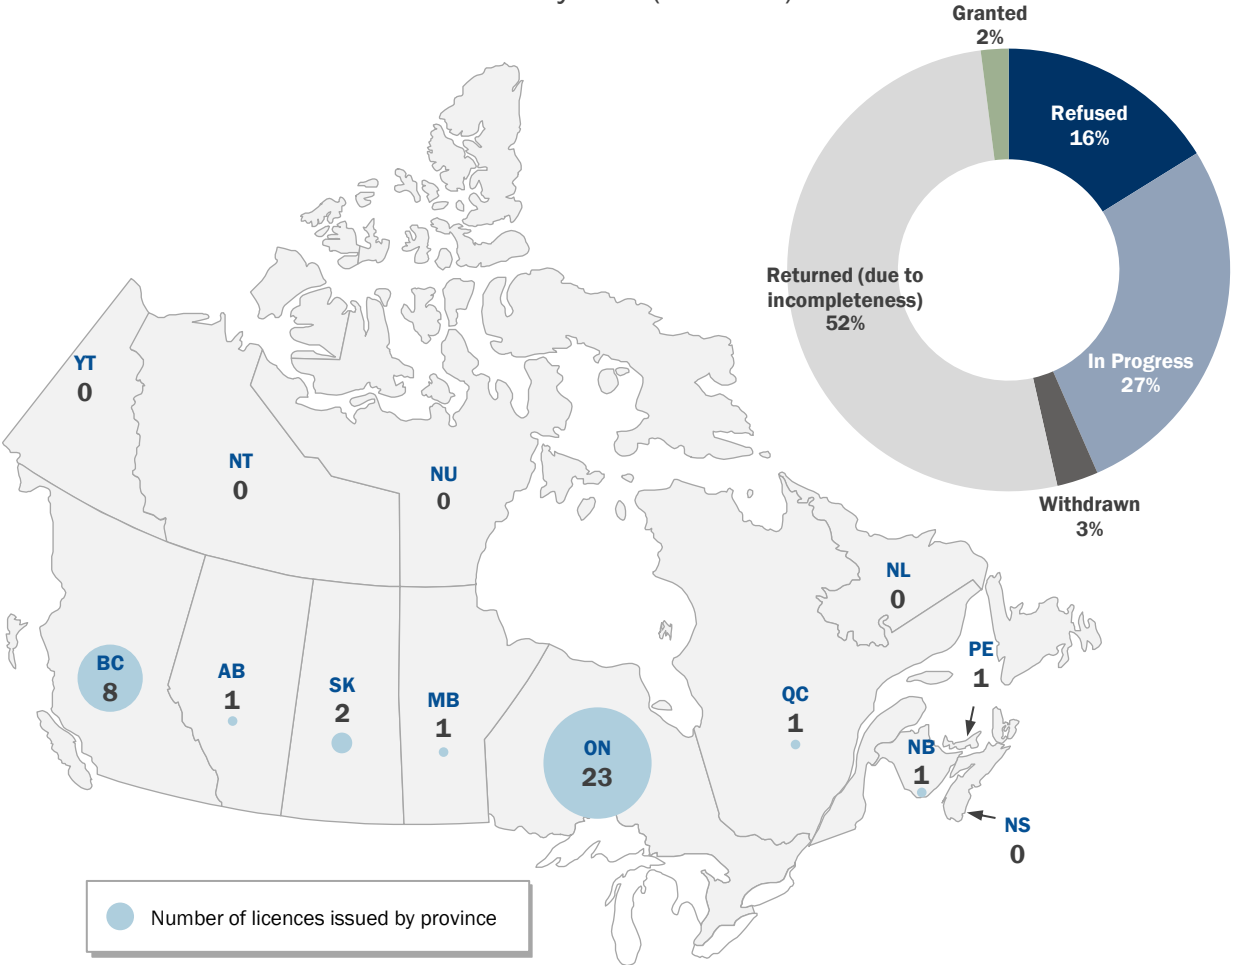 Granted
2%
Refused
16%
Returned (due to
incompleteness)
52%
In Progress
27%
Withdrawn
3%
YT
0
NT
0
NU
0
NL
0
PE
1
BC
8
AB
1
SK
2
MB
1
ON
23
QC
1
NB
1
NS
0
Number of licences issued by province